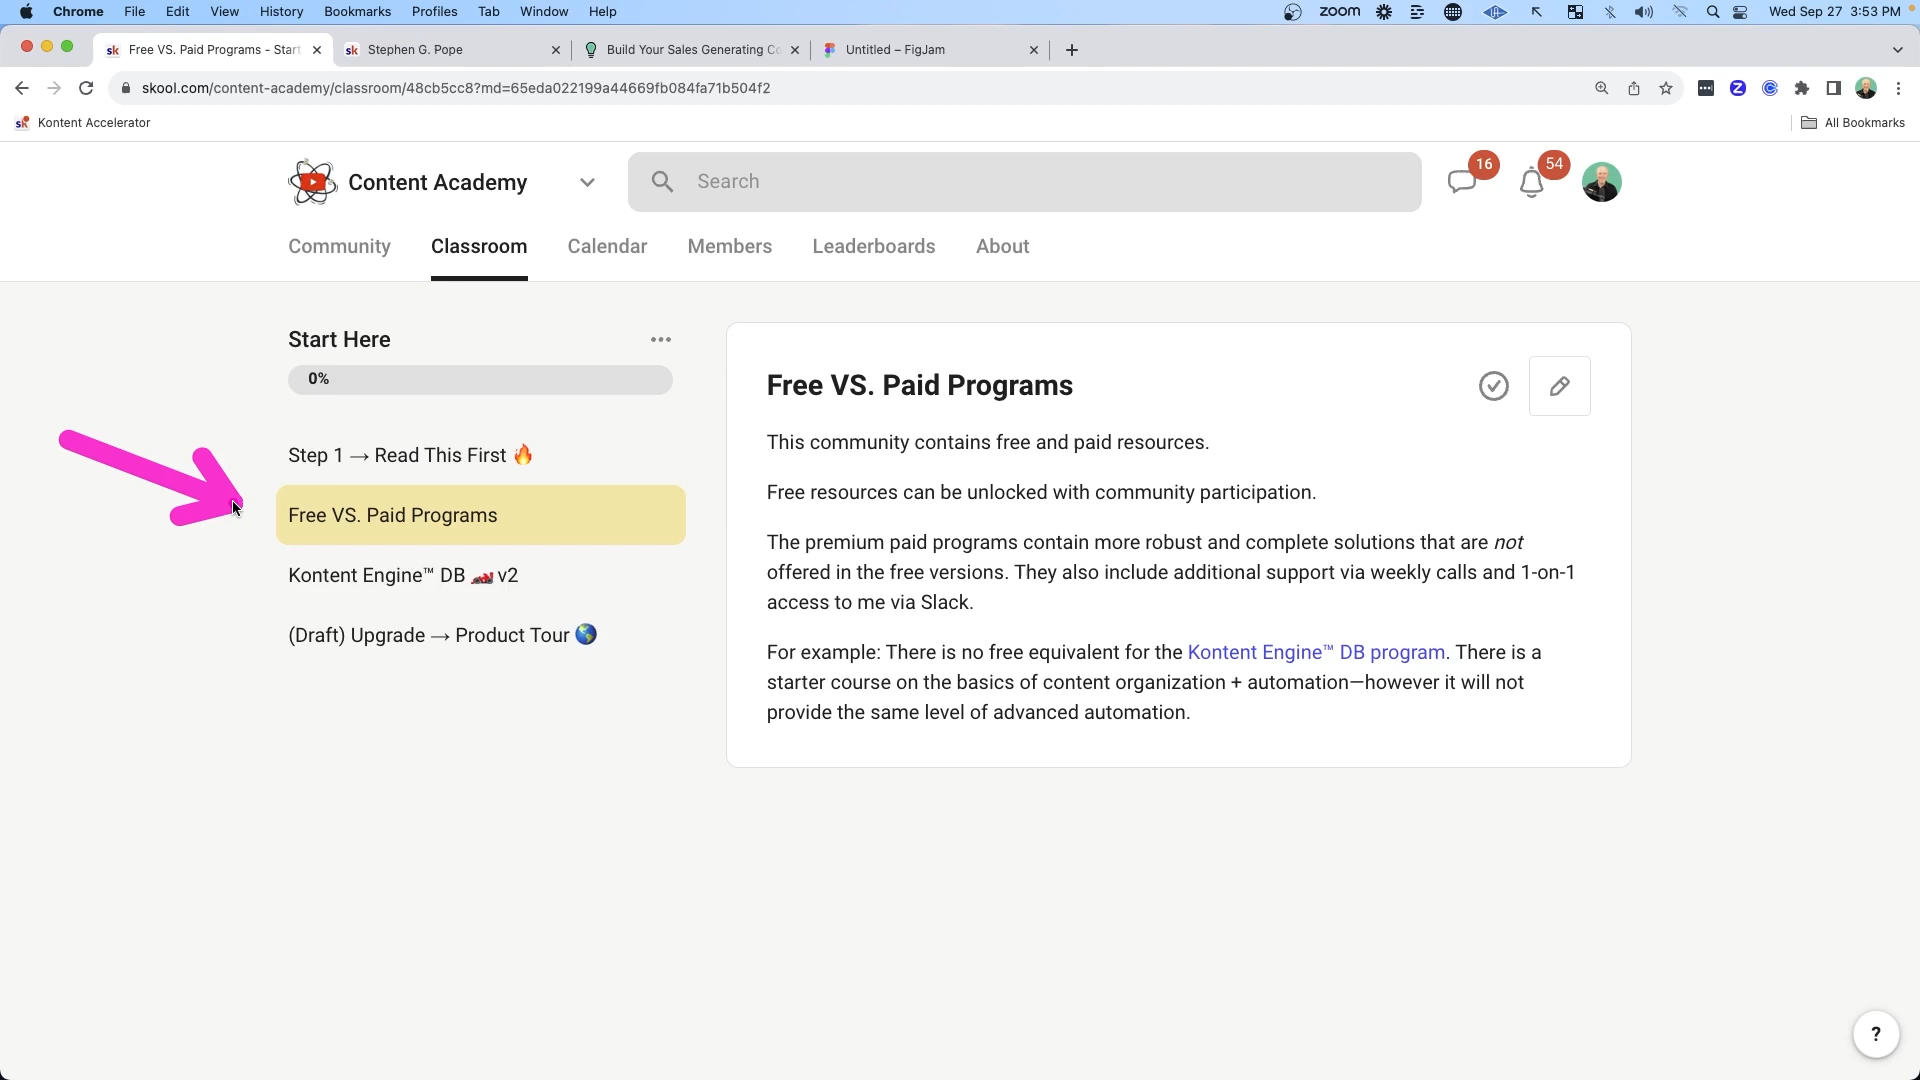 Chrome File Edit View History Bookmarks Profiles Tab Window Help
zoom Wed Sep 27 3:53 PM
Free VS. Paid Programs - Start
Stephen G. Pope
Build Your Sales Generating Co
Untitled – FigJam
skool.com/content-academy/classroom/48cb5cc8?md=65eda022199a44669fb084fa71b504f2
Kontent Accelerator
All Bookmarks
Content Academy
Search
16
54
Community Classroom Calendar Members Leaderboards About
Start Here
0%
Step 1 → Read This First 🔥
Free VS. Paid Programs
Kontent Engine™ DB 🏎️ v2
(Draft) Upgrade → Product Tour 🌎
Free VS. Paid Programs
This community contains free and paid resources.
Free resources can be unlocked with community participation.
The premium paid programs contain more robust and complete solutions that are not
offered in the free versions. They also include additional support via weekly calls and 1-on-1
access to me via Slack.
For example: There is no free equivalent for the Kontent Engine™ DB program. There is a
starter course on the basics of content organization + automation—however it will not
provide the same level of advanced automation.
?